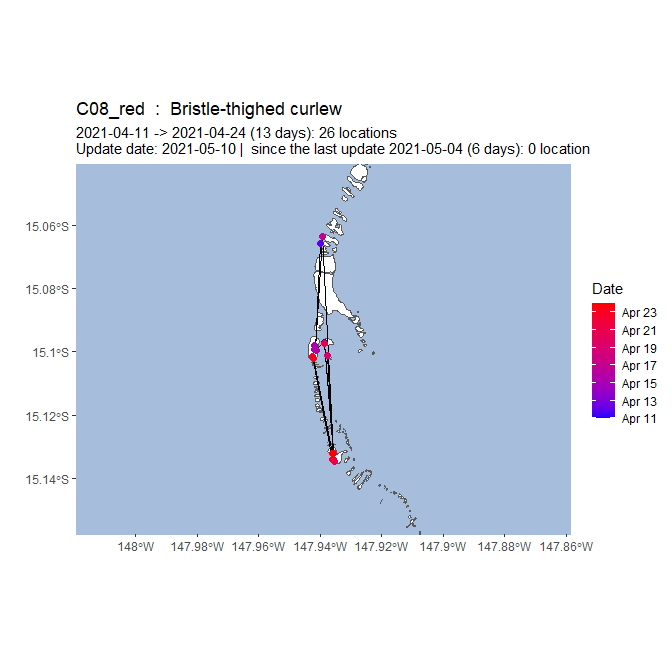 C08_red  :  Bristle-thighed curlew
2021-04-11 -> 2021-04-24 (13 days): 26 locations
Update date: 2021-05-10 |  since the last update 2021-05-04 (6 days): 0 location
15.06°S
15.08°S
15.1°S
15.12°S
15.14°S
148°W
147.98°W
147.96°W
147.94°W
147.92°W
147.9°W
147.88°W
147.86°W
Date
Apr 23
Apr 21
Apr 19
Apr 17
Apr 15
Apr 13
Apr 11